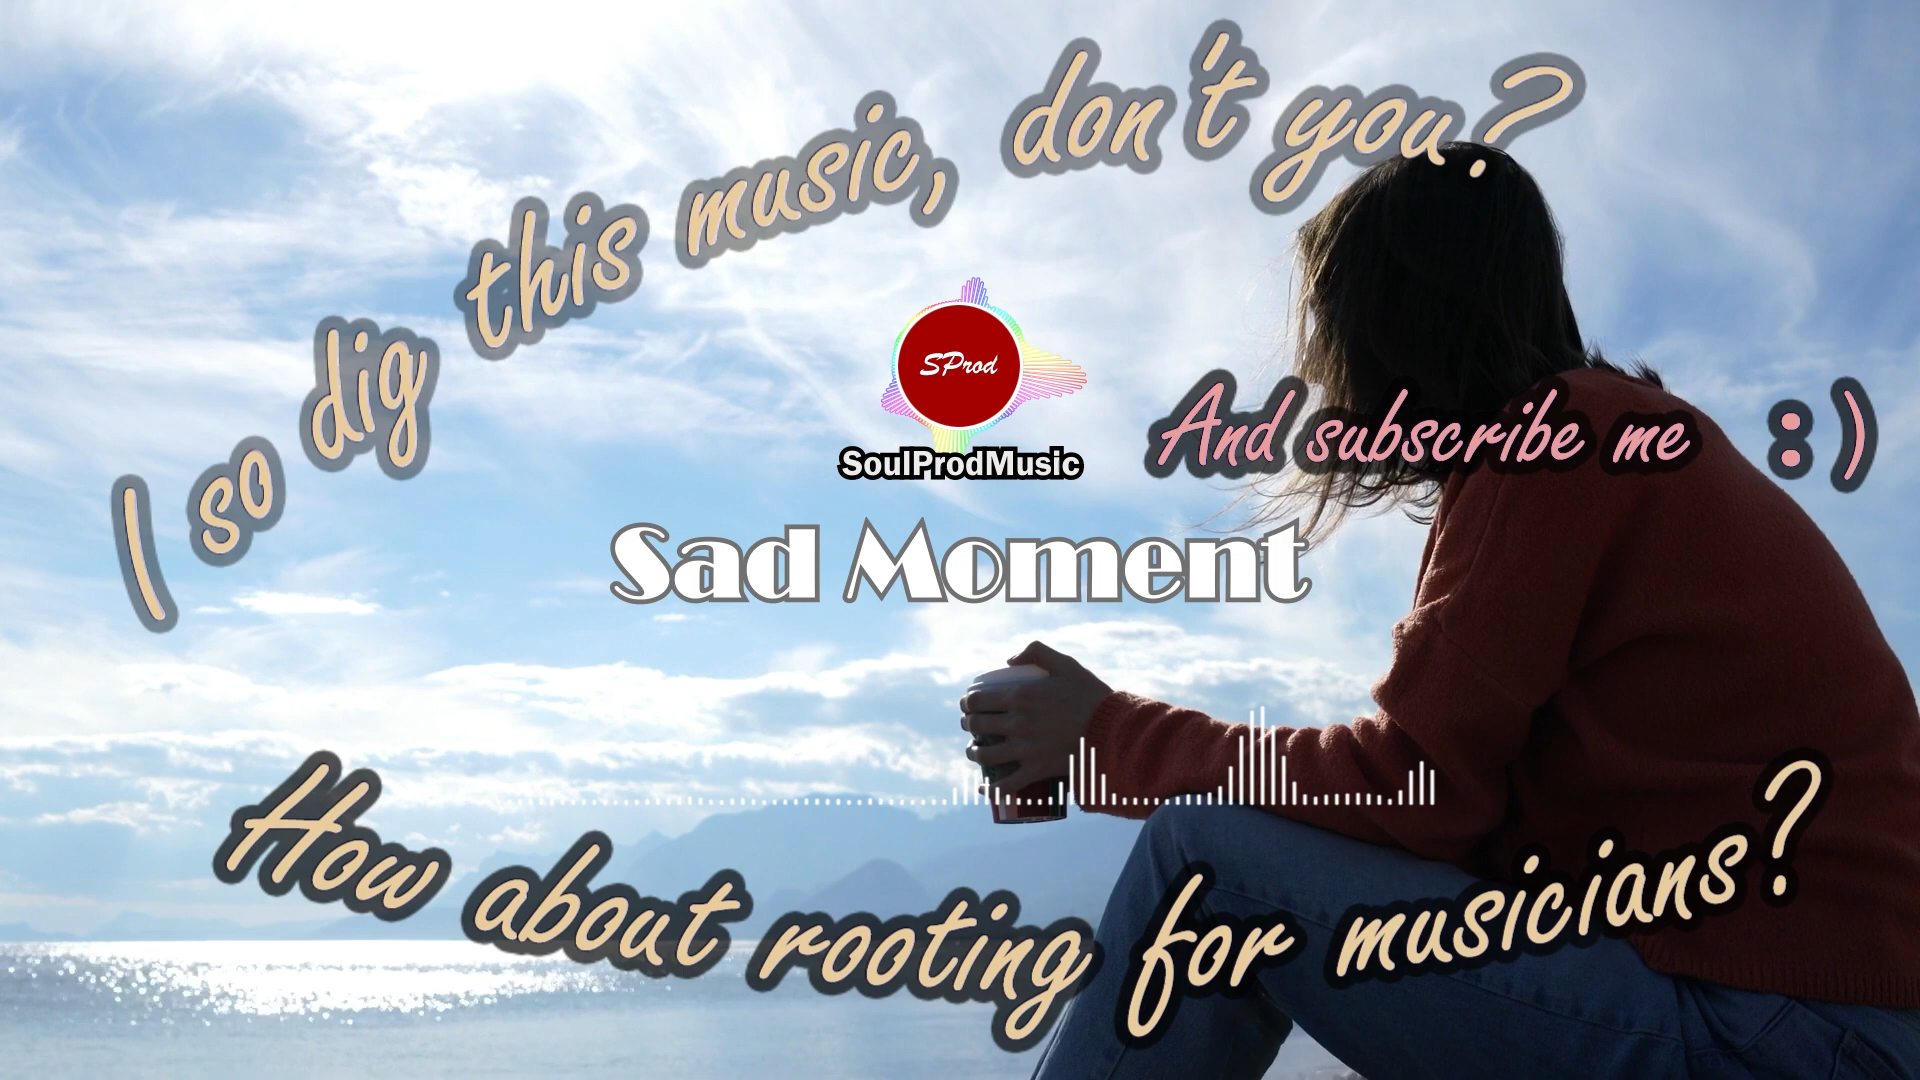 I so dig this music, don't you?
SProd
SoulProdMusic
And subscribe me :)
Sad Moment
How about rooting for musicians?